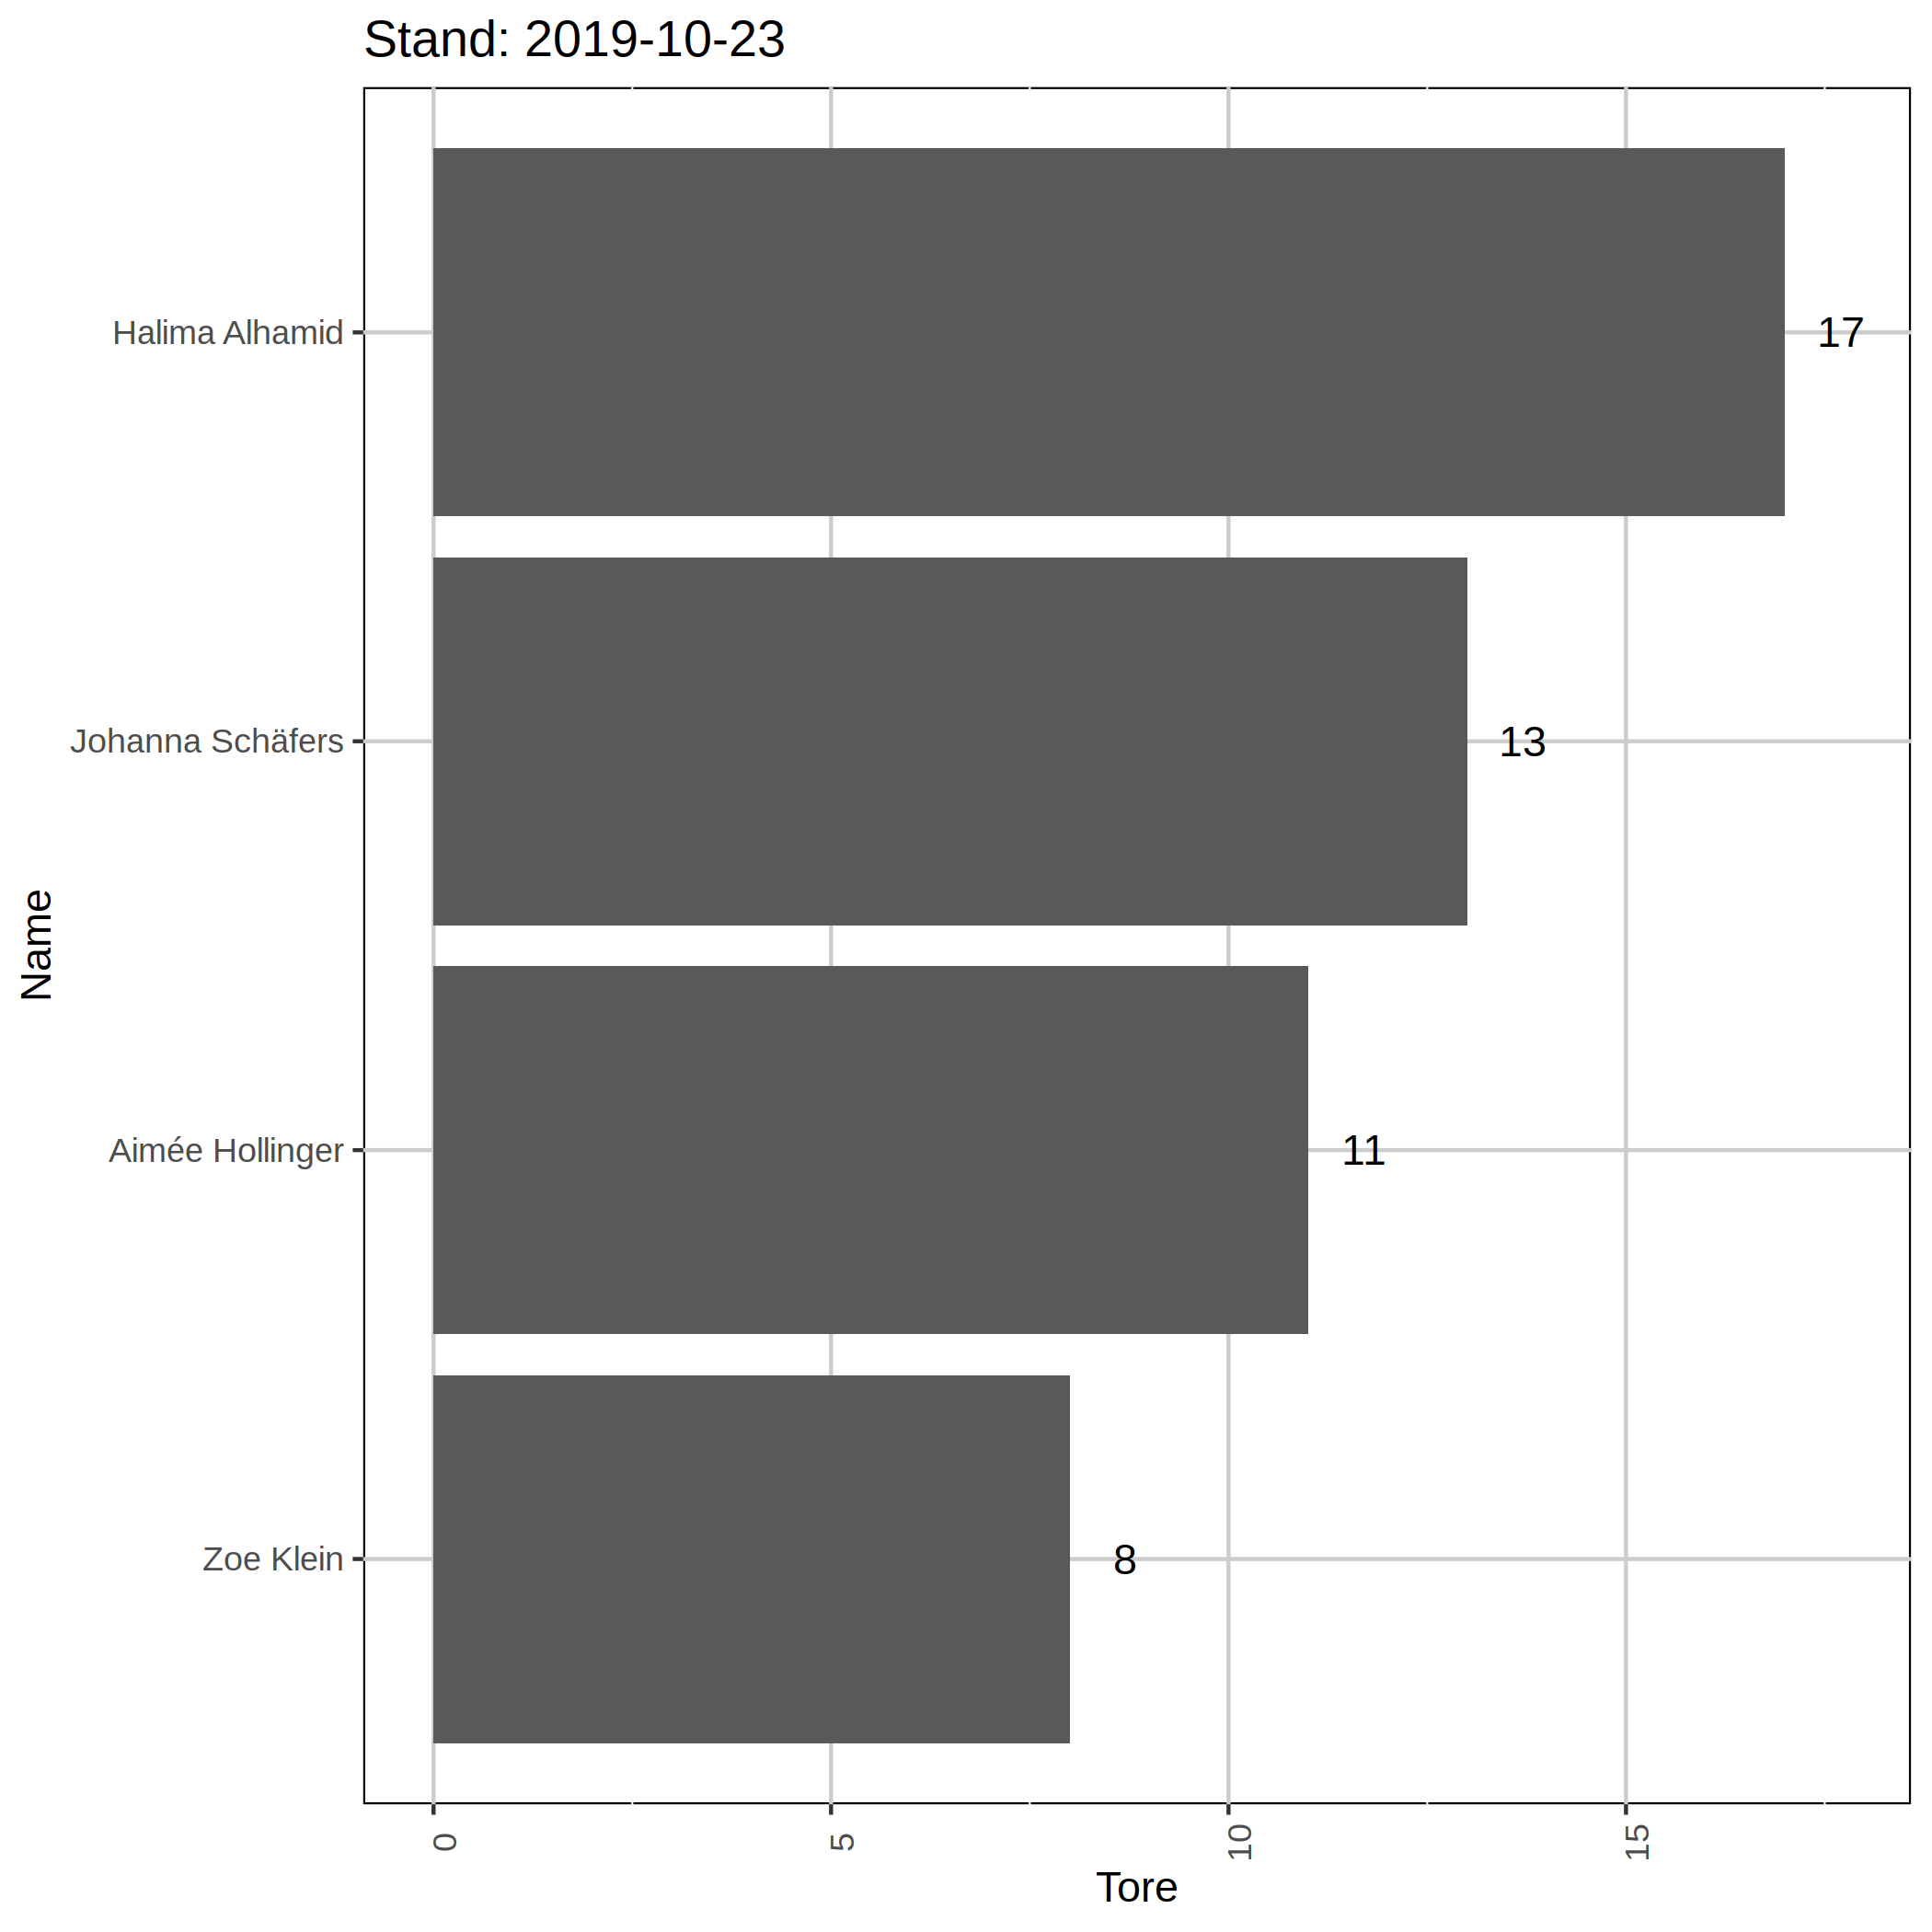 Stand: 2019-10-23
Halima Alhamid
17
Johanna Schäfers
13
Name
Aimée Hollinger
11
Zoe Klein
8
0
5
10
15
Tore